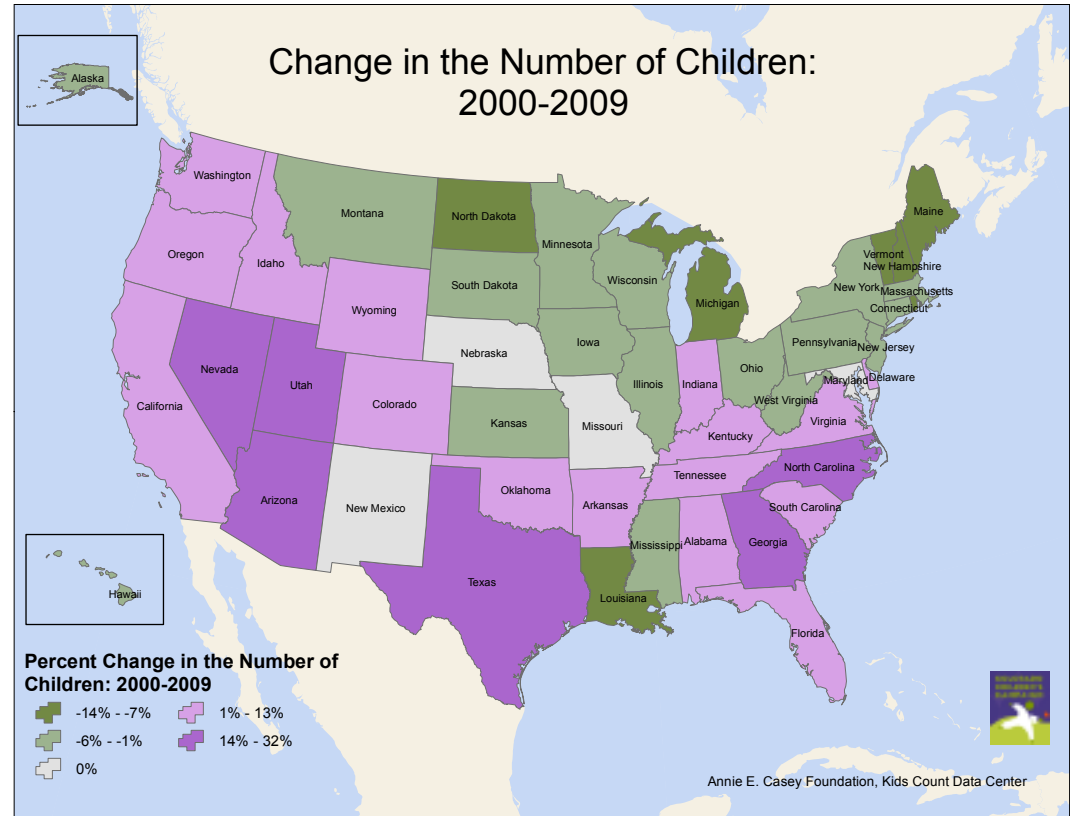 Change in the Number of Children:
2000-2009
Alaska
Washington
Montana
North Dakota
Minnesota
Maine
Oregon
Idaho
Wisconsin
Vermont
New Hampshire
South Dakota
New York
Massachusetts
Wyoming
Michigan
Connecticut
Iowa
Pennsylvania
New Jersey
Nebraska
Nevada
Utah
Illinois
Indiana
Ohio
Maryland
Delaware
California
Colorado
Kansas
Missouri
West Virginia
Virginia
Kentucky
North Carolina
Tennessee
Arizona
New Mexico
Oklahoma
Arkansas
South Carolina
Mississippi
Alabama
Georgia
Texas
Louisiana
Hawaii
Florida
Percent Change in the Number of
Children: 2000-2009
-14% - -7%
1% - 13%
-6% - -1%
14% - 32%
0%
Annie E. Casey Foundation, Kids Count Data Center